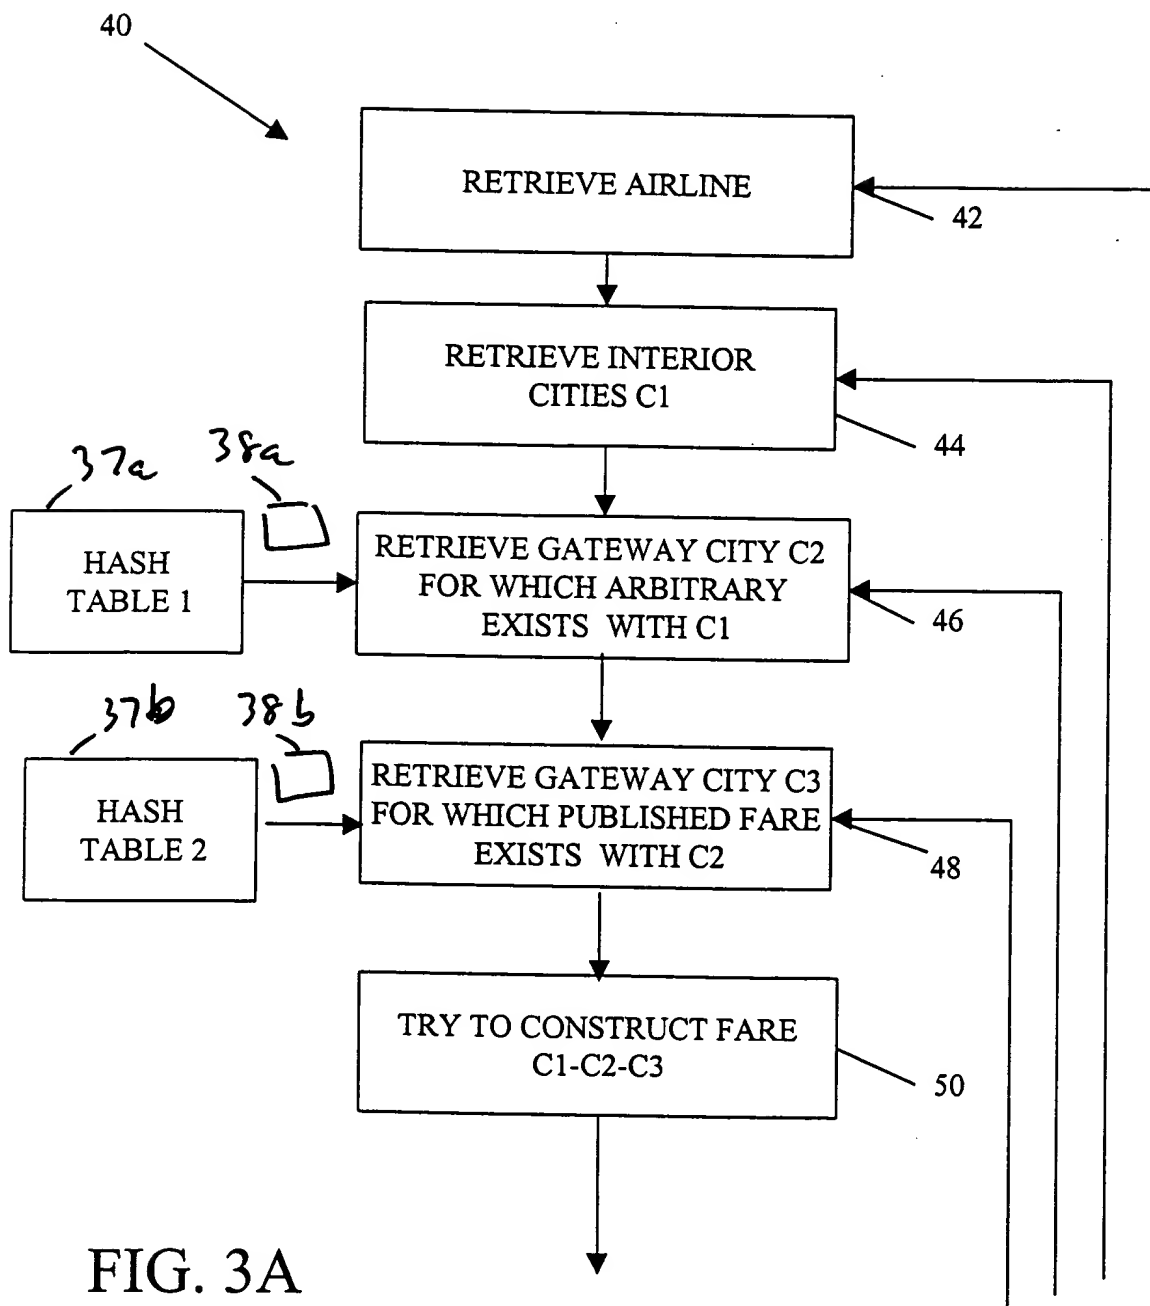 40
RETRIEVE AIRLINE
42
RETRIEVE INTERIOR
CITIES C1
44
37a
38a
HASH
TABLE 1
RETRIEVE GATEWAY CITY C2
FOR WHICH ARBITRARY
EXISTS WITH C1
46
37b
38b
HASH
TABLE 2
RETRIEVE GATEWAY CITY C3
FOR WHICH PUBLISHED FARE
EXISTS WITH C2
48
TRY TO CONSTRUCT FARE
C1-C2-C3
50
FIG. 3A